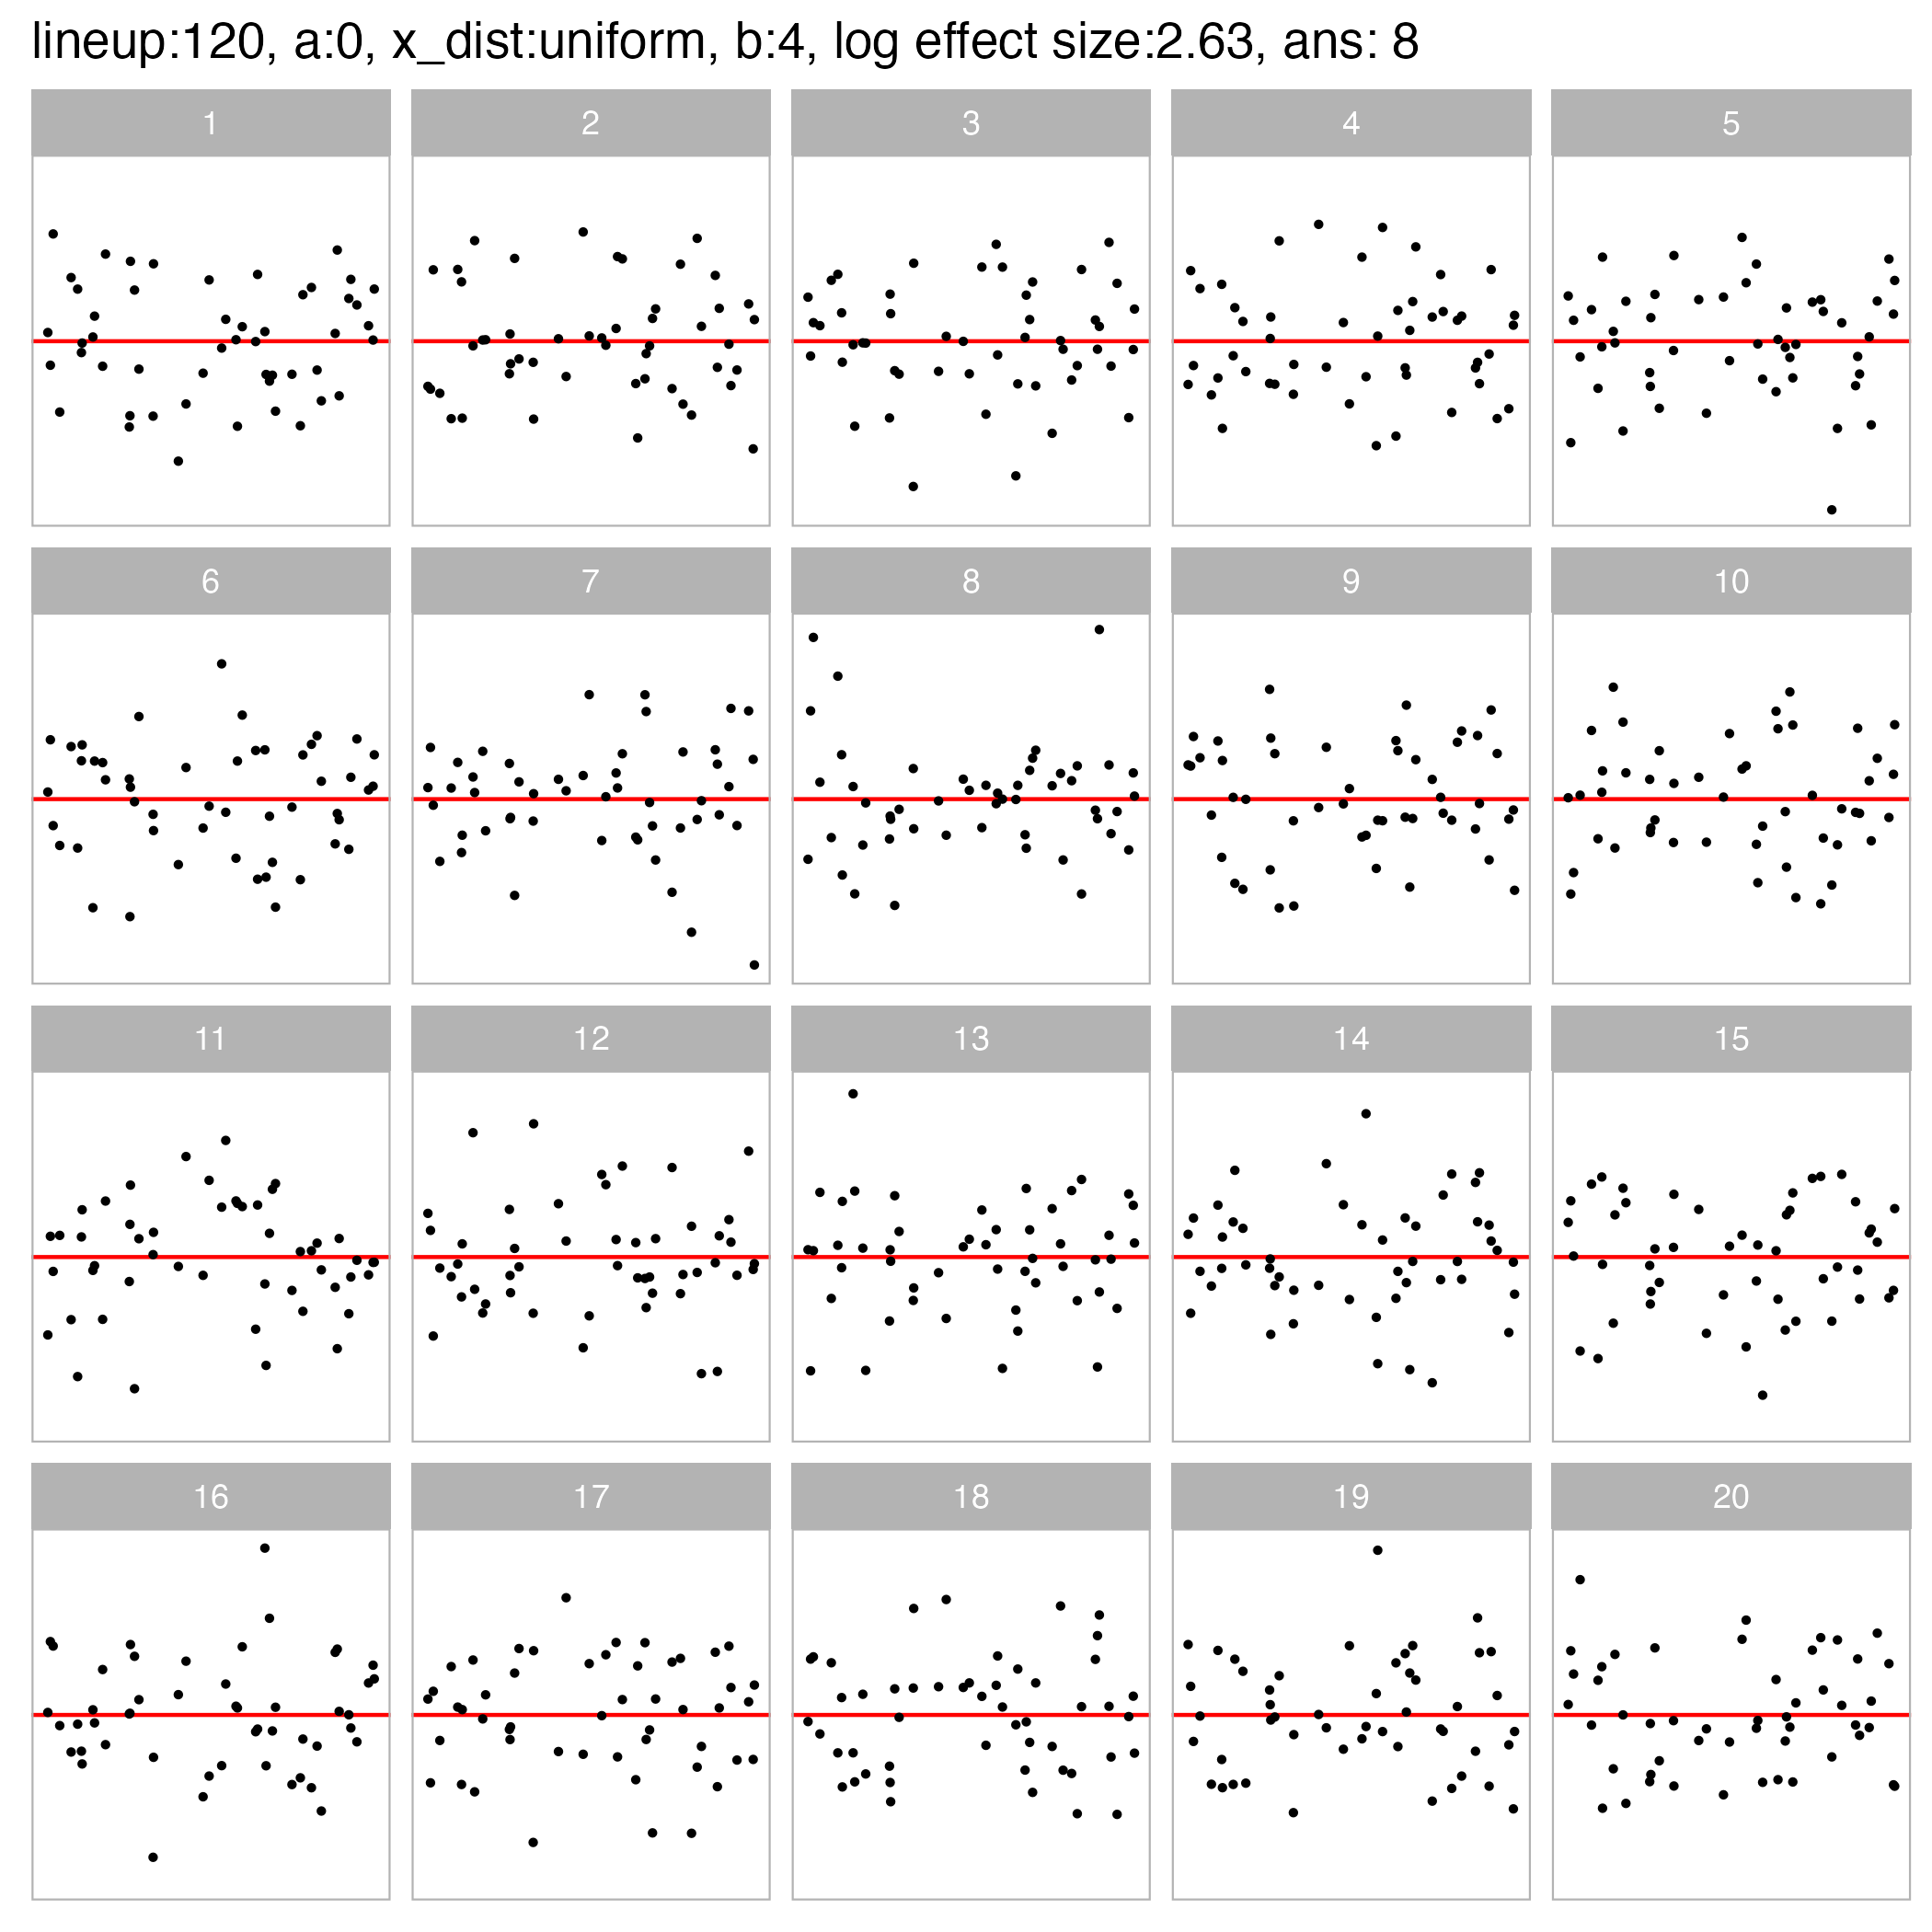 lineup:120, a:0, x_dist:uniform, b:4, log effect size:2.63, ans: 8
1 2 3 4 5
6 7 8 9 10
11 12 13 14 15
16 17 18 19 20